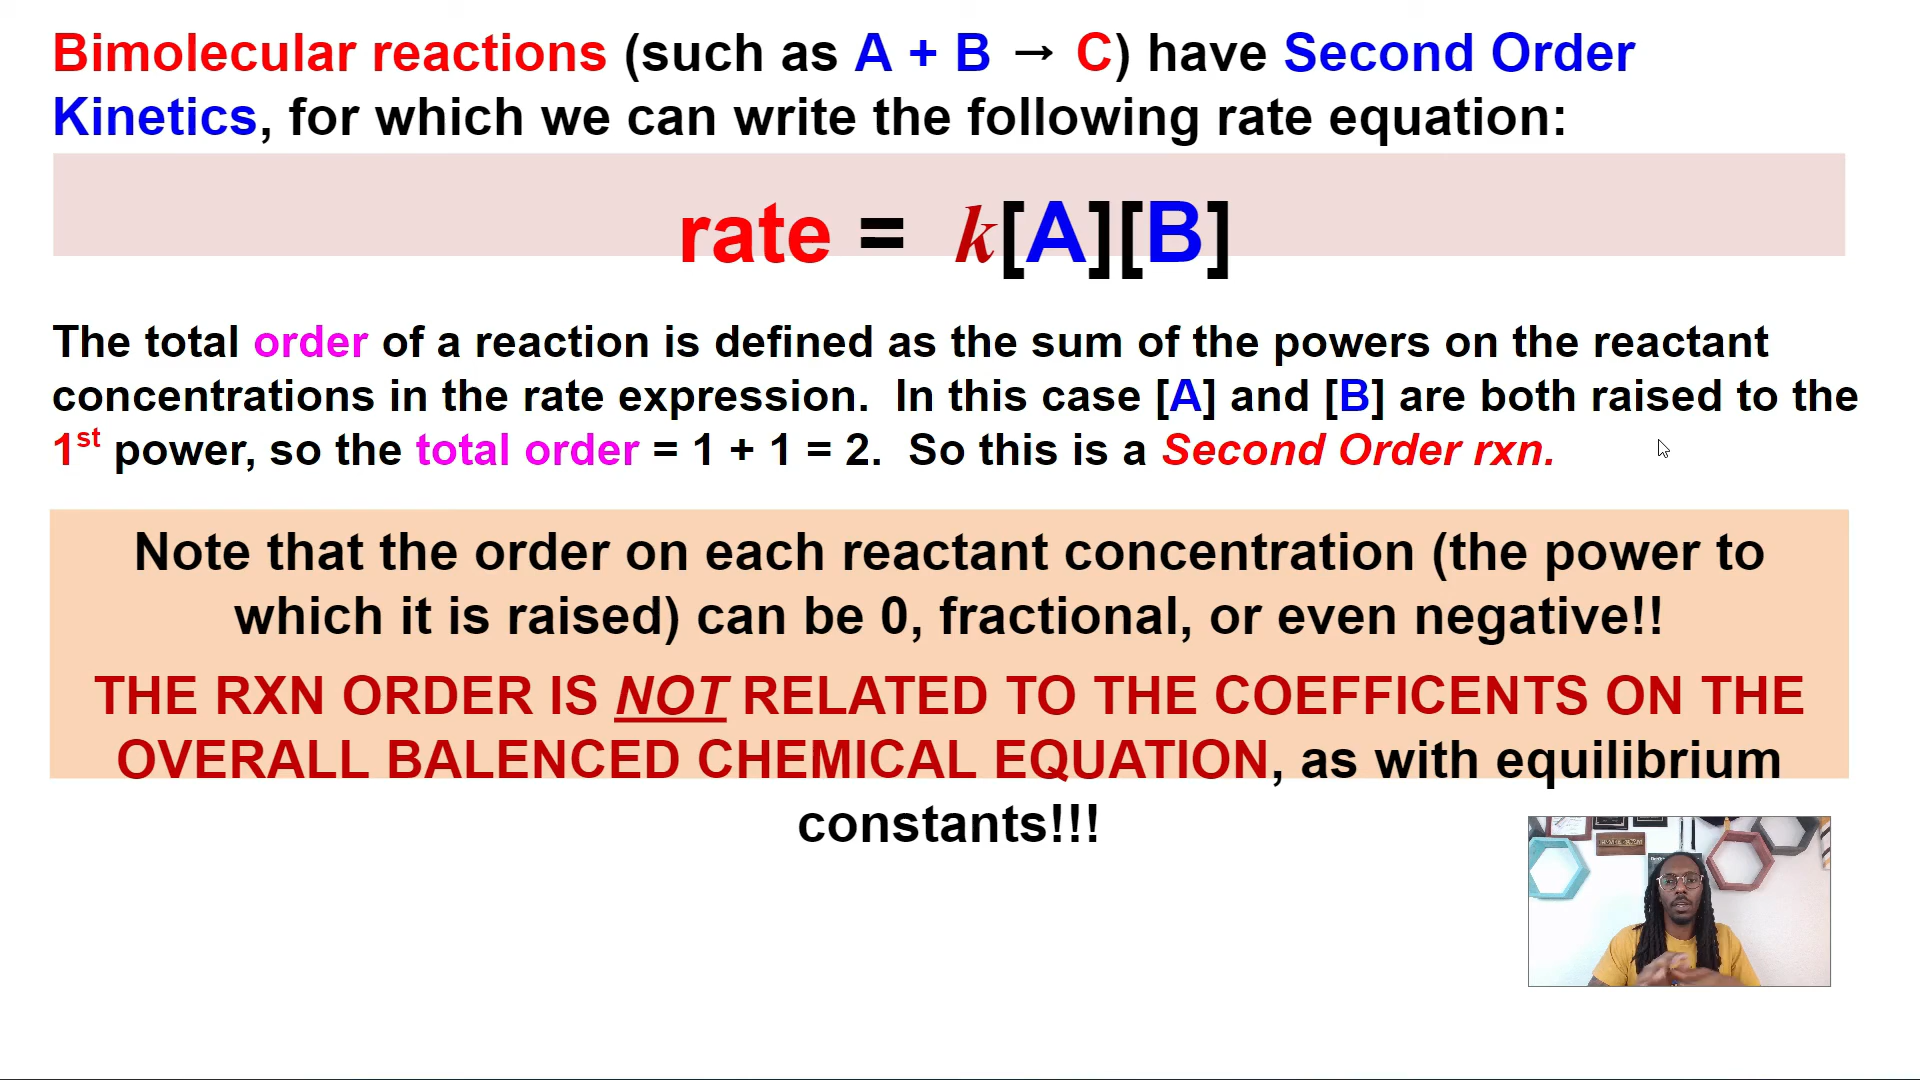 Bimolecular reactions (such as A + B → C) have Second Order
Kinetics, for which we can write the following rate equation:
rate = k[A][B]
The total order of a reaction is defined as the sum of the powers on the reactant
concentrations in the rate expression. In this case [A] and [B] are both raised to the
1st power, so the total order = 1 + 1 = 2. So this is a Second Order rxn.
Note that the order on each reactant concentration (the power to
which it is raised) can be 0, fractional, or even negative!!
THE RXN ORDER IS NOT RELATED TO THE COEFFICENTS ON THE
OVERALL BALENCED CHEMICAL EQUATION, as with equilibrium
constants!!!